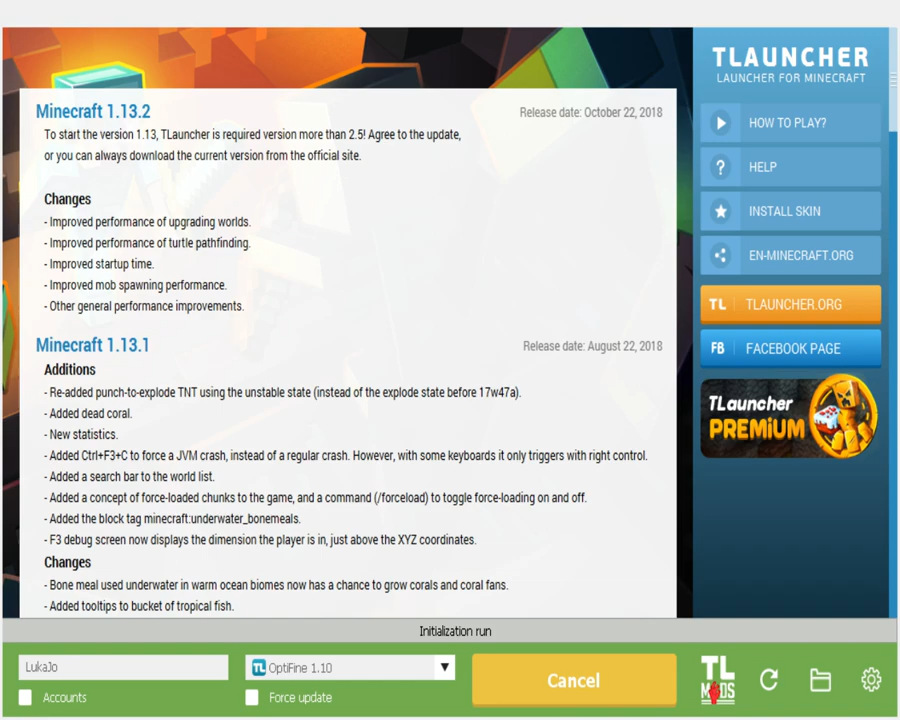 Minecraft 1.13.2
Release date: October 22, 2018
To start the version 1.13, TLauncher is required version more than 2.5! Agree to the update,
or you can always download the current version from the official site.
Changes
- Improved performance of upgrading worlds.
- Improved performance of turtle pathfinding.
- Improved startup time.
- Improved mob spawning performance.
- Other general performance improvements.
Minecraft 1.13.1
Release date: August 22, 2018
Additions
- Re-added punch-to-explode TNT using the unstable state (instead of the explode state before 17w47a).
- Added dead coral.
- New statistics.
- Added Ctrl+F3+C to force a JVM crash, instead of a regular crash. However, with some keyboards it only triggers with right control.
- Added a search bar to the world list.
- Added a concept of force-loaded chunks to the game, and a command (/forceload) to toggle force-loading on and off.
- Added the block tag minecraft:underwater_bonemeals.
- F3 debug screen now displays the dimension the player is in, just above the XYZ coordinates.
Changes
- Bone meal used underwater in warm ocean biomes now has a chance to grow corals and coral fans.
- Added tooltips to bucket of tropical fish.
TLAUNCHER
LAUNCHER FOR MINECRAFT
HOW TO PLAY?
? HELP
INSTALL SKIN
EN-MINECRAFT.ORG
TL TLAUNCHER.ORG
FB FACEBOOK PAGE
TLauncher
PREMIUM
Initialization run
LukaJo
TL OptiFine 1.10
Cancel
TL
MODS
Accounts
Force update